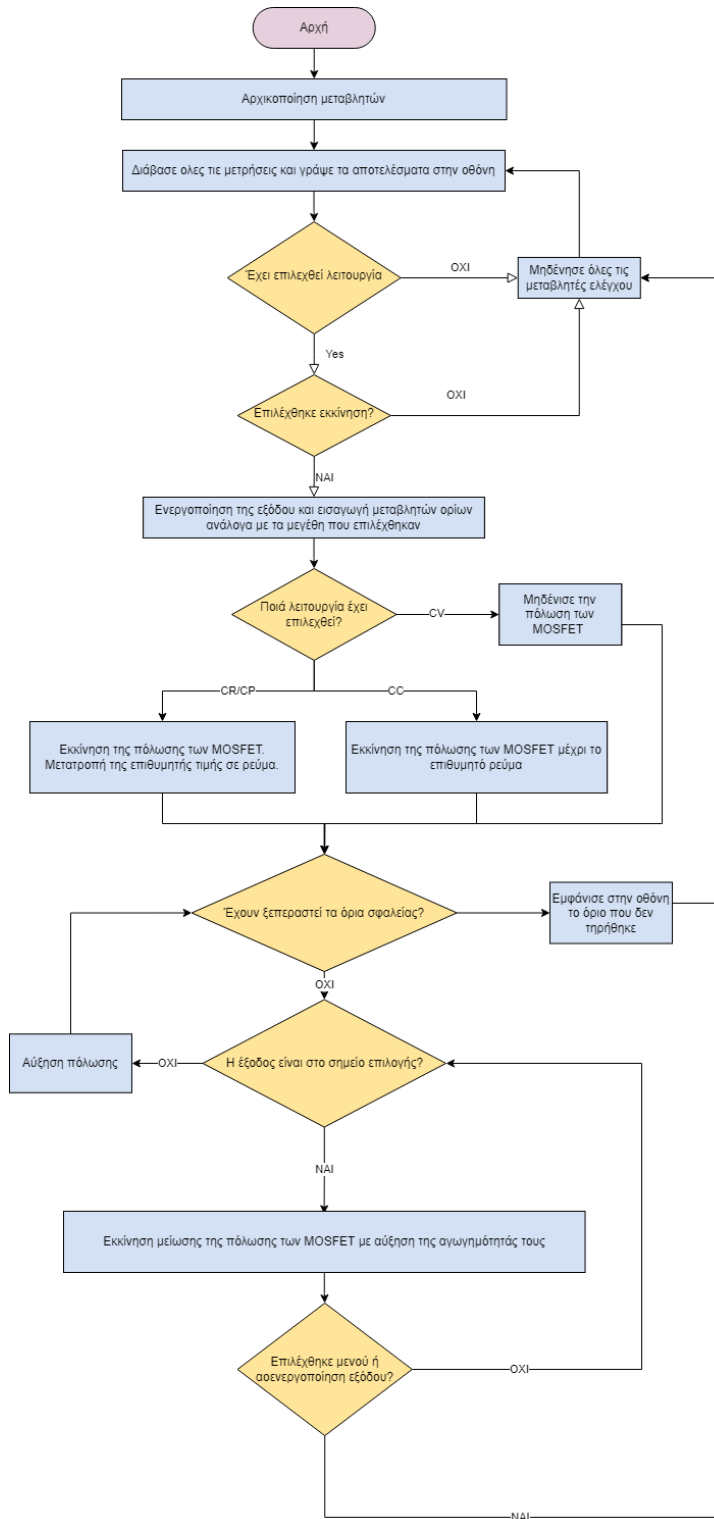 Αρχή
Αρχικοποίηση μεταβλητών
Διάβασε ολες τιε μετρήσεις και γράψε τα αποτελέσματα στην οθόνη
Έχει επιλεχθεί λειτουργία
ΟΧΙ
Μηδένησε όλες τις
μεταβλητές ελέγχου
Yes
Επιλέχθηκε εκκίνηση?
ΟΧΙ
ΝΑΙ
Ενεργοποίηση της εξόδου και εισαγωγή μεταβλητών ορίων
ανάλογα με τα μεγέθη που επιλέχθηκαν
Ποιά λειτουργία έχει
επιλεχθεί?
CV
Μηδένισε την
πόλωση των
MOSFET
CR/CP
CC
Εκκίνηση της πόλωσης των MOSFET.
Μετατροπή της επιθυμητής τιμής σε ρεύμα.
Εκκίνηση της πόλωσης των MOSFET μέχρι το
επιθυμητό ρεύμα
Έχουν ξεπεραστεί τα όρια σφαλείας?
Εμφάνισε στην οθόνη
το όριο που δεν
τηρήθηκε
ΟΧΙ
Αύξηση πόλωσης
ΟΧΙ
Η έξοδος είναι στο σημείο επιλογής?
ΝΑΙ
Εκκίνηση μείωσης της πόλωσης των MOSFET με αύξηση της αγωγημότητάς τους
Επιλέχθηκε μενού ή
αοενεργοποίηση εξόδου?
ΟΧΙ
ΝΑΙ